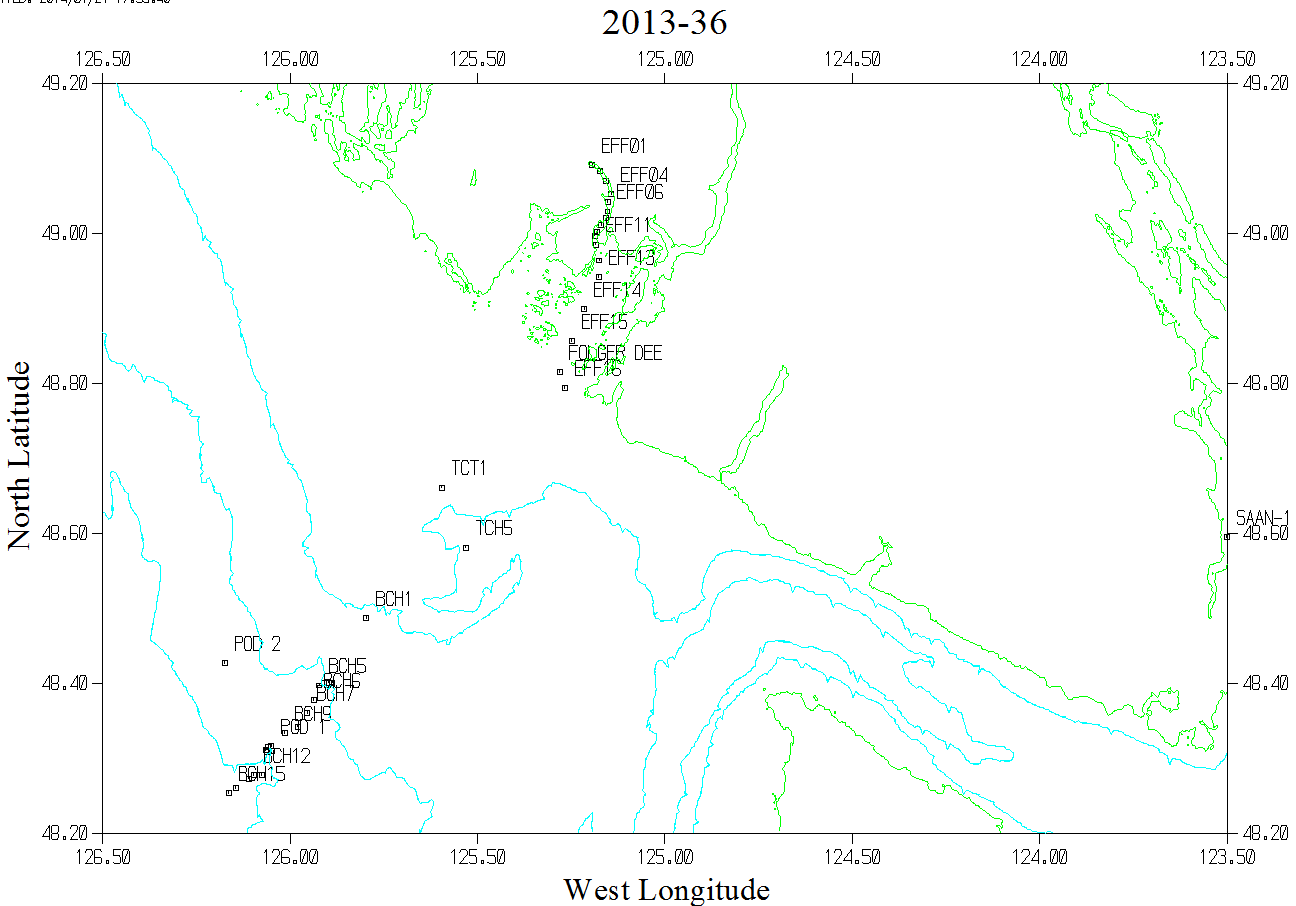 2013-36
126.50 126.00 125.50 125.00 124.50 124.00 123.50
49.20 49.20
EFF01
EFF04
EFF06
EFF11
49.00 49.00
EFF13
EFF14
EFF15
FOLGER DEE
EFF16
48.80 48.80
TCT1
SAAN-1
TCH5
48.60 48.60
BCH1
POD 2
BCH5
BCH6
48.40 48.40
BCH7
BCH9
POD 1
BCH12
BCH15
48.20 48.20
126.50 126.00 125.50 125.00 124.50 124.00 123.50
West Longitude
North Latitude